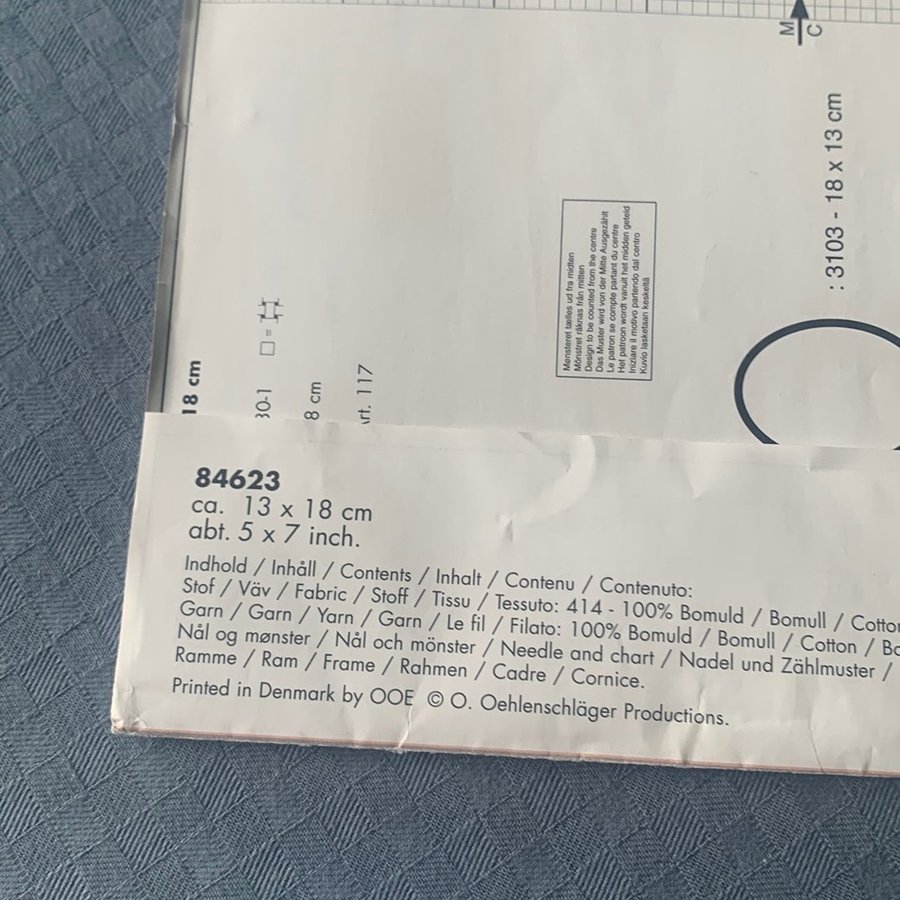 M
C
: 3103 - 18 x 13 cm
Mønsteret tælles ud fra midten
Mönstret räknas från mitten
Design to be counted from the centre
Das Muster wird von der Mitte Ausgezählt
Le patron se compte partant du centre
Het patroon wordt vanuit het midden geteld
Iniziare il motivo partendo dal centro
Kuvio lasketaan keskeltä
18 cm
30-1
=
8 cm
rt. 117
84623
ca. 13 x 18 cm
abt. 5 x 7 inch.
Indhold / Inhåll / Contents / Inhalt / Contenu / Contenuto:
Stof / Väv / Fabric / Stoff / Tissu / Tessuto: 414 - 100% Bomuld / Bomull / Cotto
Garn / Garn / Yarn / Garn / Le fil / Filato: 100% Bomuld / Bomull / Cotton / Bo
Nål og mønster / Nål och mönster / Needle and chart / Nadel und Zählmuster /
Ramme / Ram / Frame / Rahmen / Cadre / Cornice.
Printed in Denmark by OOE © O. Oehlenschläger Productions.